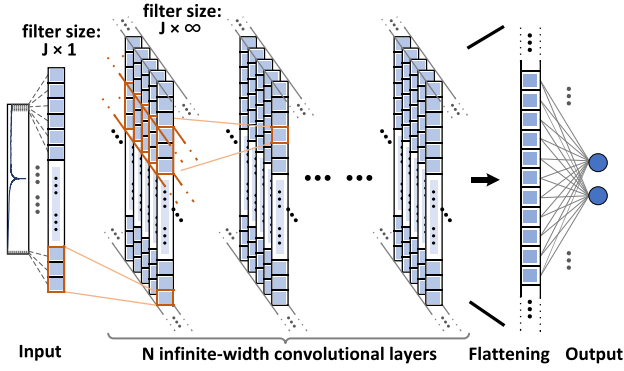 filter size:
J × 1
filter size:
J × ∞
Input
N infinite-width convolutional layers
Flattening
Output